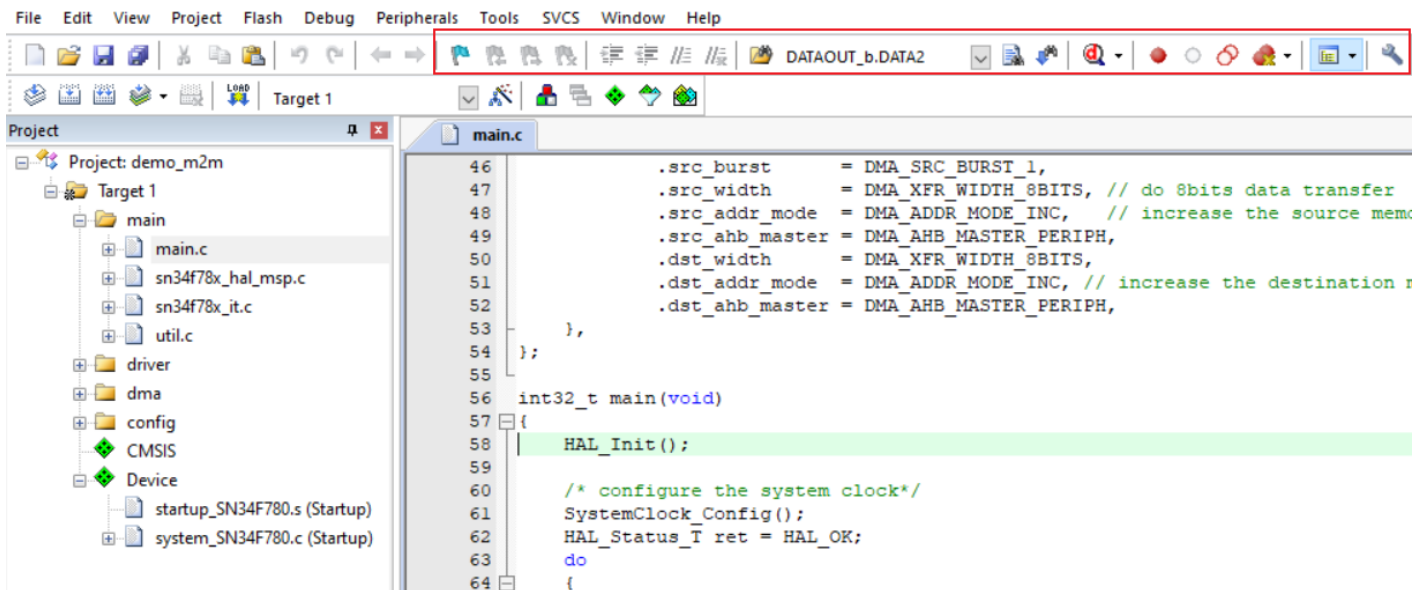 File Edit View Project Flash Debug Peripherals Tools SVCS Window Help
DATAOUT_b.DATA2
LOAD
Target 1
Project
Project: demo_m2m
Target 1
main
main.c
sn34f78x_hal_msp.c
sn34f78x_it.c
util.c
driver
dma
config
CMSIS
Device
startup_SN34F780.s (Startup)
system_SN34F780.c (Startup)
main.c
46 .src_burst = DMA_SRC_BURST_1,
47 .src_width = DMA_XFR_WIDTH_8BITS, // do 8bits data transfer
48 .src_addr_mode = DMA_ADDR_MODE_INC, // increase the source memo
49 .src_ahb_master = DMA_AHB_MASTER_PERIPH,
50 .dst_width = DMA_XFR_WIDTH_8BITS,
51 .dst_addr_mode = DMA_ADDR_MODE_INC, // increase the destination
52 .dst_ahb_master = DMA_AHB_MASTER_PERIPH,
53 },
54 };
55
56 int32_t main(void)
57 {
58 HAL_Init();
59
60 /* configure the system clock*/
61 SystemClock_Config();
62 HAL_Status_T ret = HAL_OK;
63 do
64 {